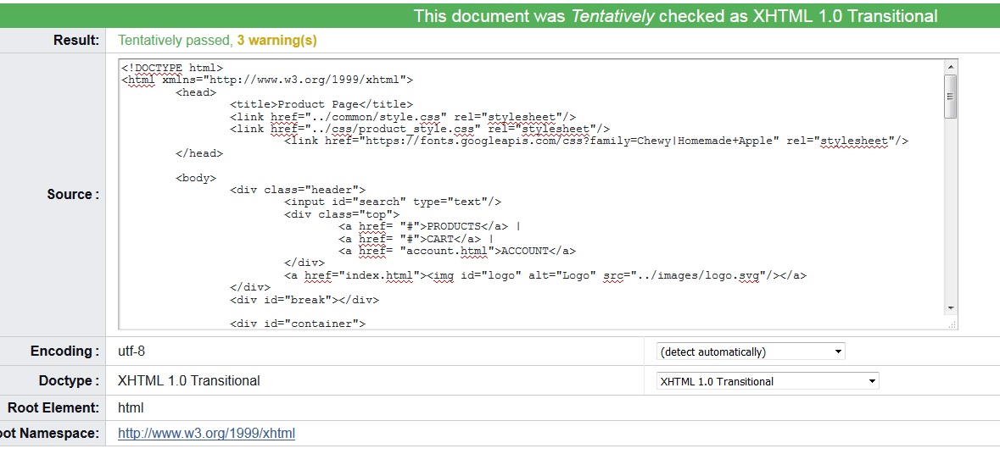 This document was Tentatively checked as XHTML 1.0 Transitional
Result: Tentatively passed, 3 warning(s)
<!DOCTYPE html>
<html xmlns="http://www.w3.org/1999/xhtml">
<head>
<title>Product Page</title>
<link href="../common/style.css" rel="stylesheet"/>
<link href="../css/product_style.css" rel="stylesheet"/>
<link href="https://fonts.googleapis.com/css?family=Chewy|Homemade+Apple" rel="stylesheet"/>
</head>
<body>
<div class="header">
<input id="search" type="text"/>
<div class="top">
<a href= "#">PRODUCTS</a> |
<a href= "#">CART</a> |
<a href= "account.html">ACCOUNT</a>
</div>
<a href="index.html"><img id="logo" alt="Logo" src="../images/logo.svg"/></a>
</div>
<div id="break"></div>
<div id="container">
Source :
Encoding : utf-8 (detect automatically)
Doctype : XHTML 1.0 Transitional XHTML 1.0 Transitional
Root Element: html
oot Namespace: http://www.w3.org/1999/xhtml